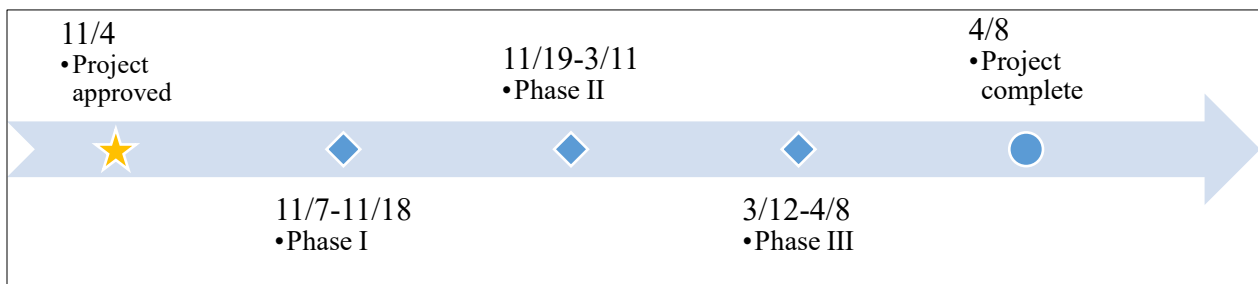 11/4
•Project
approved
11/7-11/18
•Phase I
11/19-3/11
•Phase II
3/12-4/8
•Phase III
4/8
•Project
complete